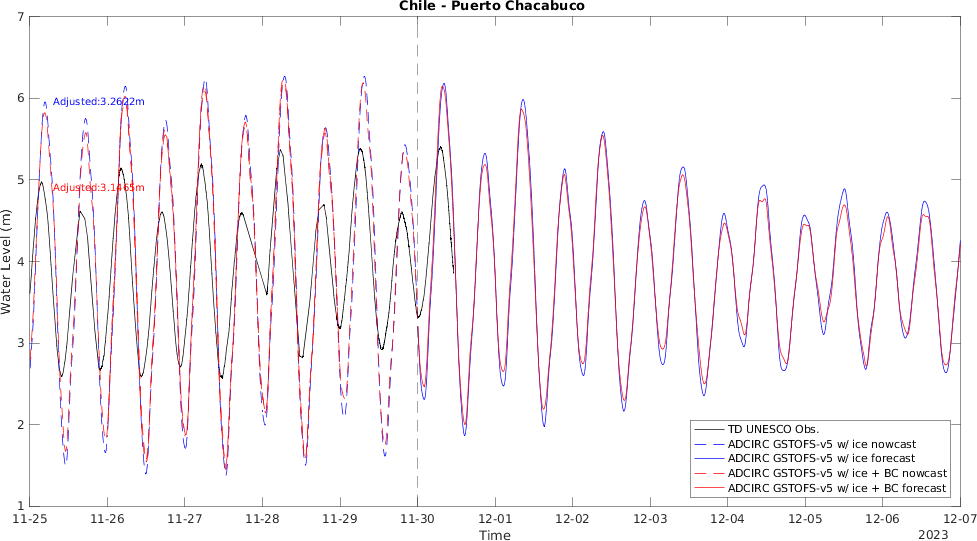 Chile - Puerto Chacabuco
7
6
5
4
3
2
1
Water Level (m)
Adjusted:3.2622m
Adjusted:3.1465m
TD UNESCO Obs.
ADCIRC GSTOFS-v5 w/ ice nowcast
ADCIRC GSTOFS-v5 w/ ice forecast
ADCIRC GSTOFS-v5 w/ ice + BC nowcast
ADCIRC GSTOFS-v5 w/ ice + BC forecast
11-25 11-26 11-27 11-28 11-29 11-30 12-01 12-02 12-03 12-04 12-05 12-06 12-07
Time
2023